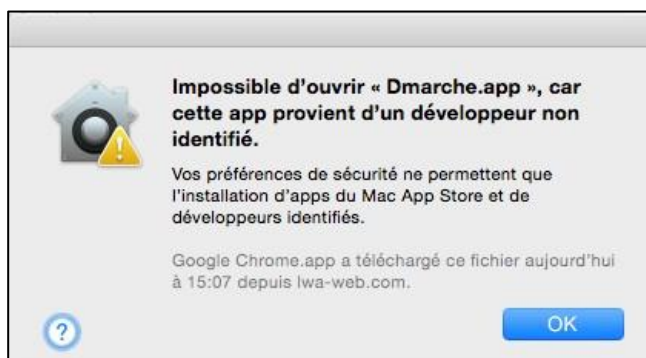 Impossible d'ouvrir « Dmarche.app », car
cette app provient d'un développeur non
identifié.
Vos préférences de sécurité ne permettent que
l'installation d'apps du Mac App Store et de
développeurs identifiés.
Google Chrome.app a téléchargé ce fichier aujourd'hui
à 15:07 depuis lwa-web.com.
?
OK